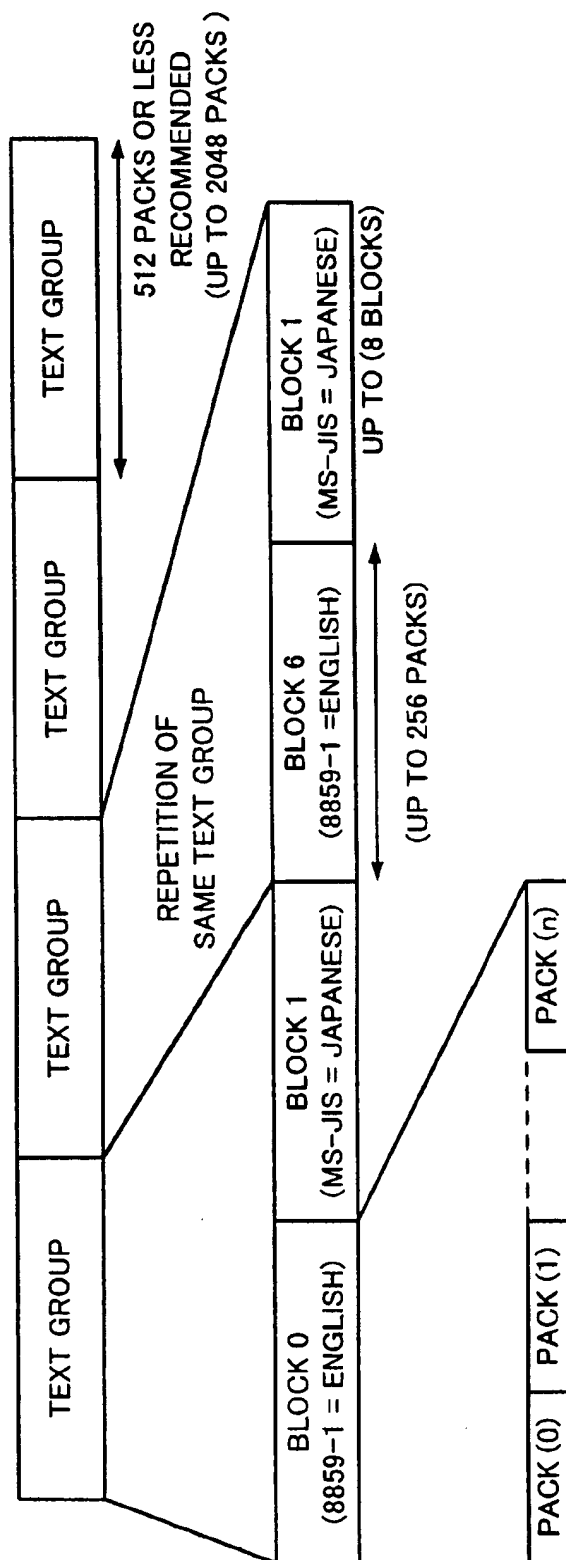 TEXT GROUP
TEXT GROUP
TEXT GROUP
TEXT GROUP
512 PACKS OR LESS
RECOMMENDED
(UP TO 2048 PACKS )
REPETITION OF
SAME TEXT GROUP
BLOCK 0
(8859-1 = ENGLISH)
BLOCK 1
(MS-JIS = JAPANESE)
BLOCK 6
(8859-1 =ENGLISH)
BLOCK 1
(MS-JIS = JAPANESE)
UP TO (8 BLOCKS)
(UP TO 256 PACKS)
PACK (0)
PACK (1)
PACK (n)